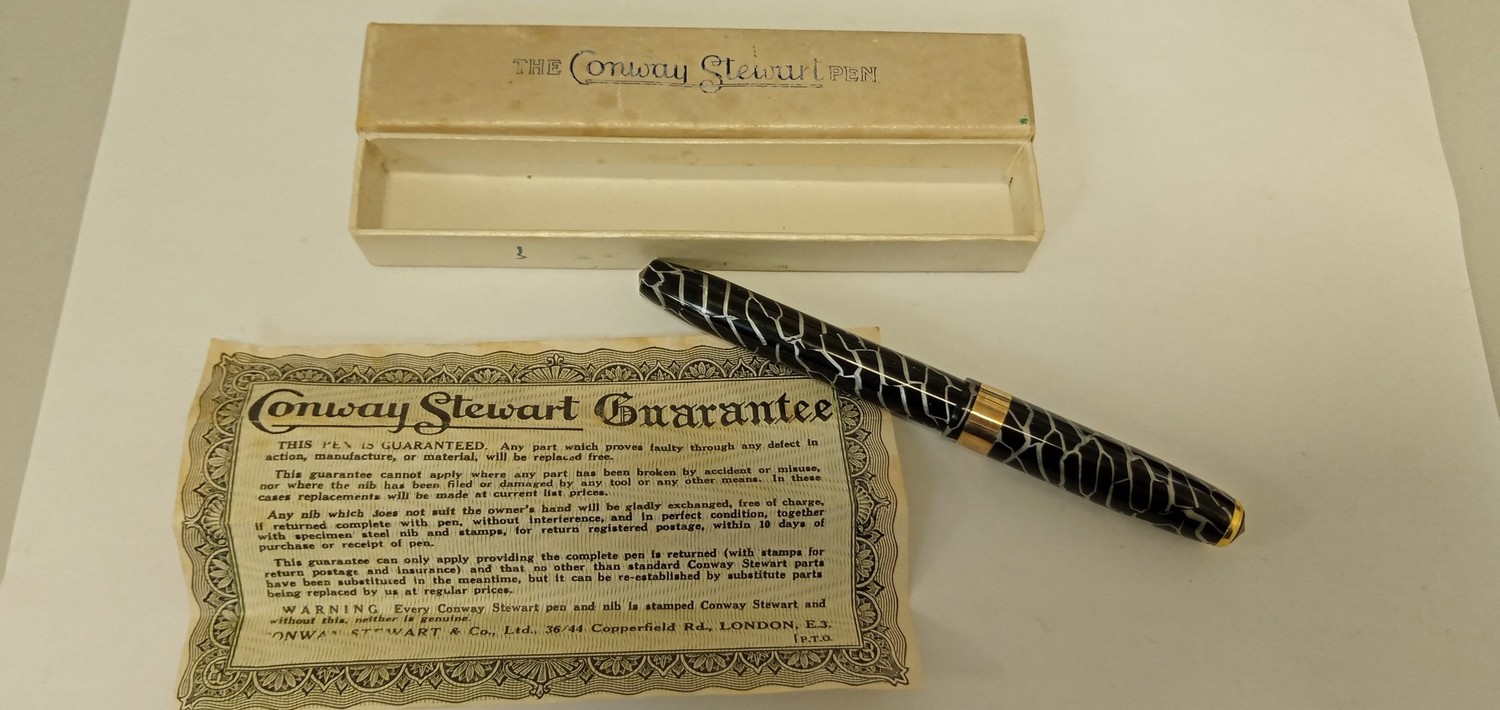 THE Conway Stewart PEN
Conway Stewart Guarantee
THIS PEN IS GUARANTEED. Any part which proves faulty through any defect in
action, manufacture, or material, will be replaced free.
This guarantee cannot apply where any part has been broken by accident or misuse,
nor where the nib has been filed or damaged by any tool or any other means. In these
cases replacements will be made at current list prices.
Any nib which does not suit the owner's hand will be gladly exchanged, free of charge,
if returned complete with pen, without interference, and in perfect condition, together
with specimen steel nib and stamps, for return registered postage, within 10 days of
purchase or receipt of pen.
This guarantee can only apply providing the complete pen is returned (with stamps for
return postage and insurance) and that no other than standard Conway Stewart parts
have been substituted in the meantime, but it can be re-established by substitute parts
being replaced by us at regular prices.
WARNING Every Conway Stewart pen and nib is stamped Conway Stewart and
without this, neither is genuine.
CONWAY STEWART & Co., Ltd., 36/44 Copperfield Rd., LONDON, E.3.
[P.T.O.